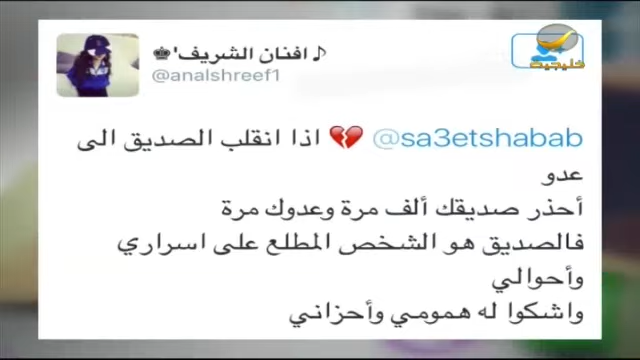 ♪ افنان الشريف'♚
@analshreef1
خليجية
@sa3etshabab 💔 اذا انقلب الصديق الى
عدو
أحذر صديقك ألف مرة وعدوك مرة
فالصديق هو الشخص المطلع على اسراري
وأحوالي
واشكوا له همومي وأحزاني